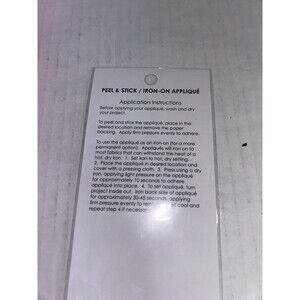 PEEL & STICK / IRON-ON APPLIQUÉ
Application Instructions
Before applying your appliqué, wash and dry
your project.
To peel and stick the appliqué, place in the
desired location and remove the paper
backing. Apply firm pressure evenly to adhere.
To use the appliqué as an iron-on (for a more
permanent option): Appliqués will iron on to
most fabrics that can withstand the heat of a
hot, dry iron. 1. Set iron to hot, dry setting.
2. Place the appliqué in desired location and
cover with a pressing cloth. 3. Press using a dry
iron, applying light pressure on the appliqué
for approximately 10 seconds to adhere
appliqué into place. 4. To set appliqué, turn
project inside out. Iron back side of appliqué
for approximately 30-45 seconds, applying
firm pressure evenly to cool and
repeat step 4 if necessary